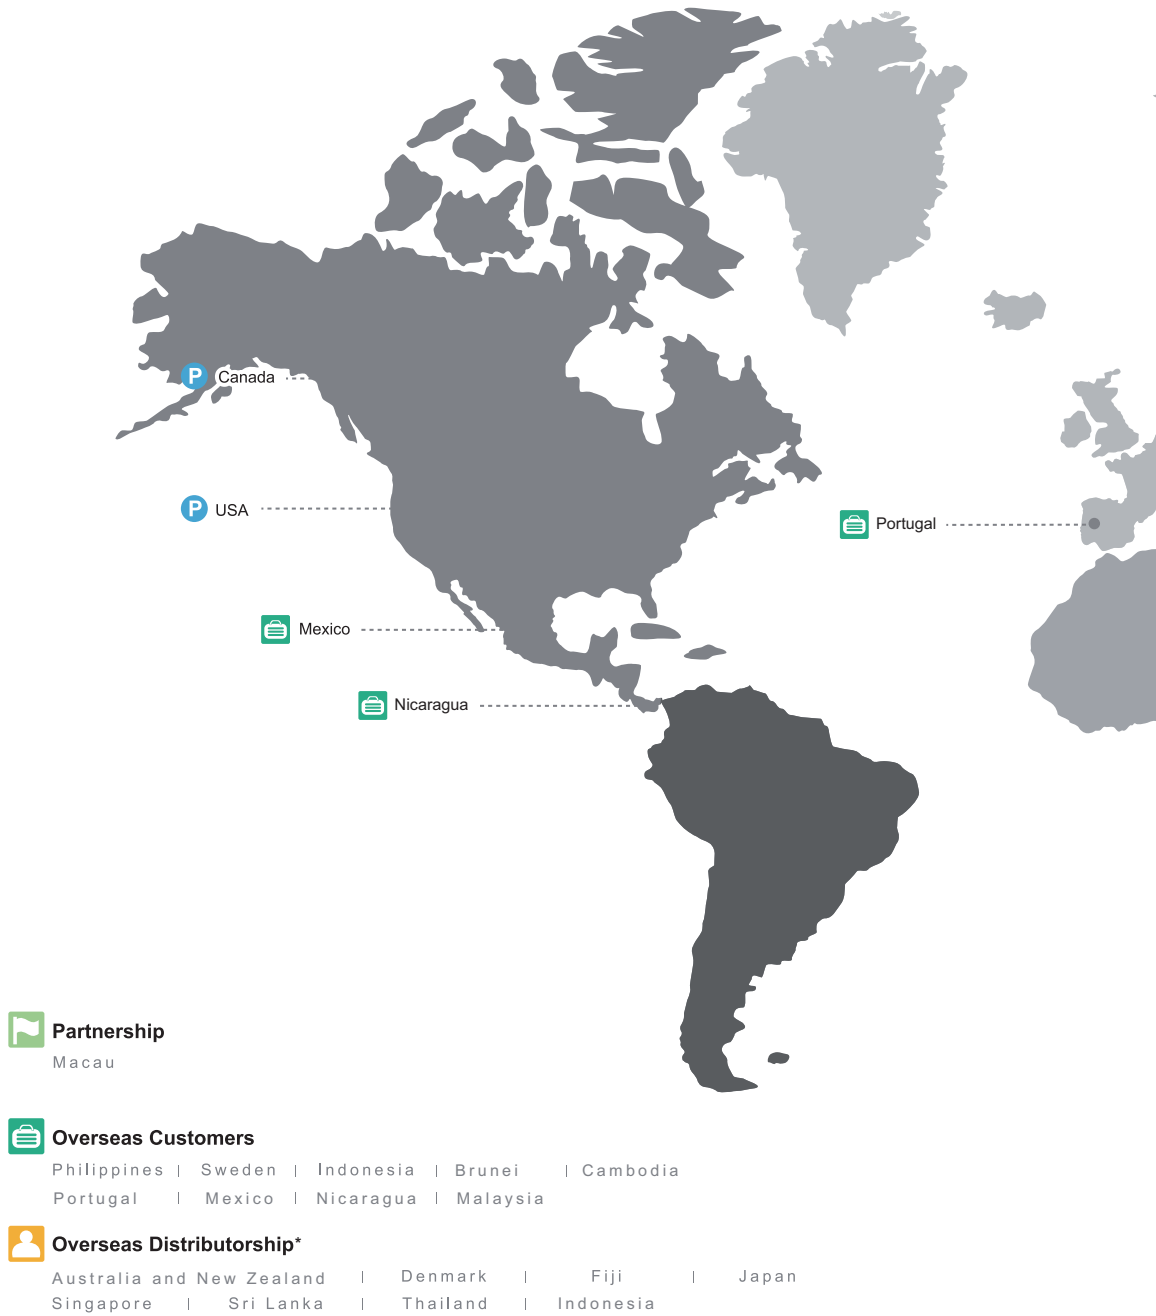 P Canada
P USA
Portugal
Mexico
Nicaragua
Partnership
Macau
Overseas Customers
Philippines | Sweden | Indonesia | Brunei | Cambodia
Portugal | Mexico | Nicaragua | Malaysia
Overseas Distributorship*
Australia and New Zealand | Denmark | Fiji | Japan
Singapore | Sri Lanka | Thailand | Indonesia